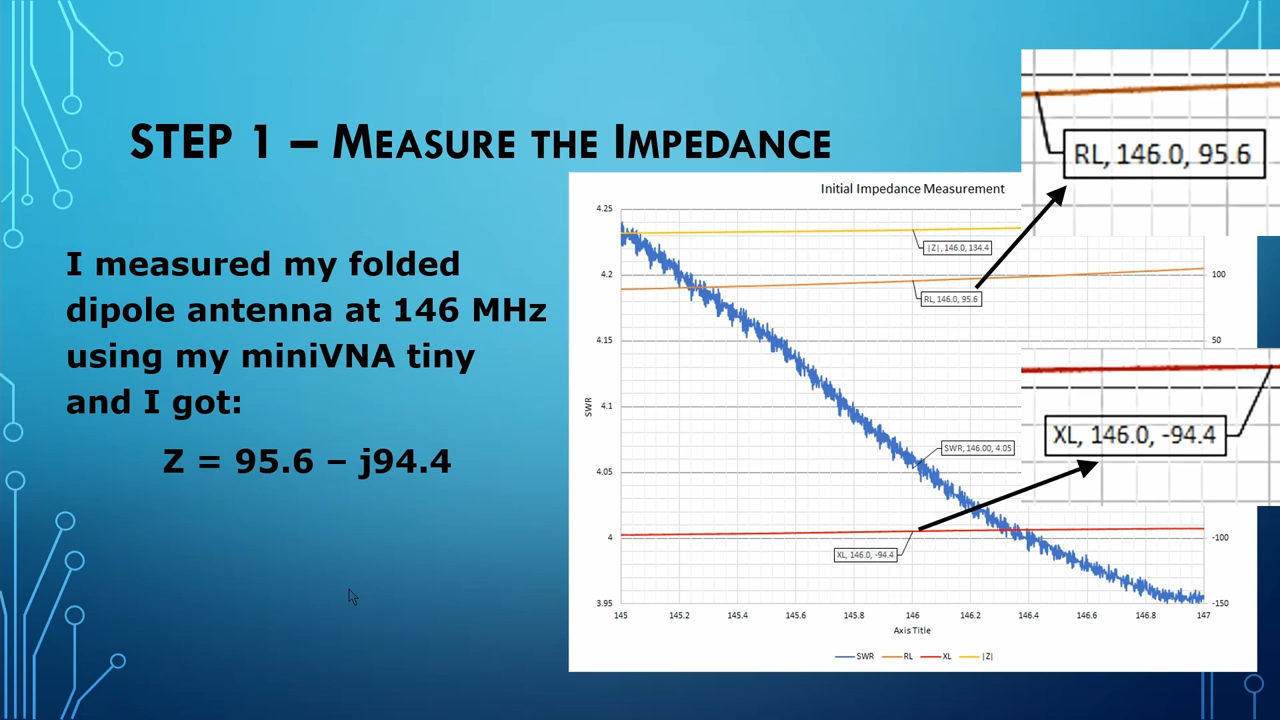 STEP 1 – MEASURE THE IMPEDANCE
I measured my folded
dipole antenna at 146 MHz
using my miniVNA tiny
and I got:
Z = 95.6 – j94.4
RL, 146.0, 95.6
XL, 146.0, -94.4
Initial Impedance Measurement
4.25
4.2
4.15
4.1
4.05
4
3.95
SWR
|Z|, 146.0, 134.4
RL, 146.0, 95.6
SWR, 146.00, 4.05
XL, 146.0, -94.4
100
50
-100
-150
145 145.2 145.4 145.6 145.8 146 146.2 146.4 146.6 146.8 147
Axis Title
SWR RL XL |Z|